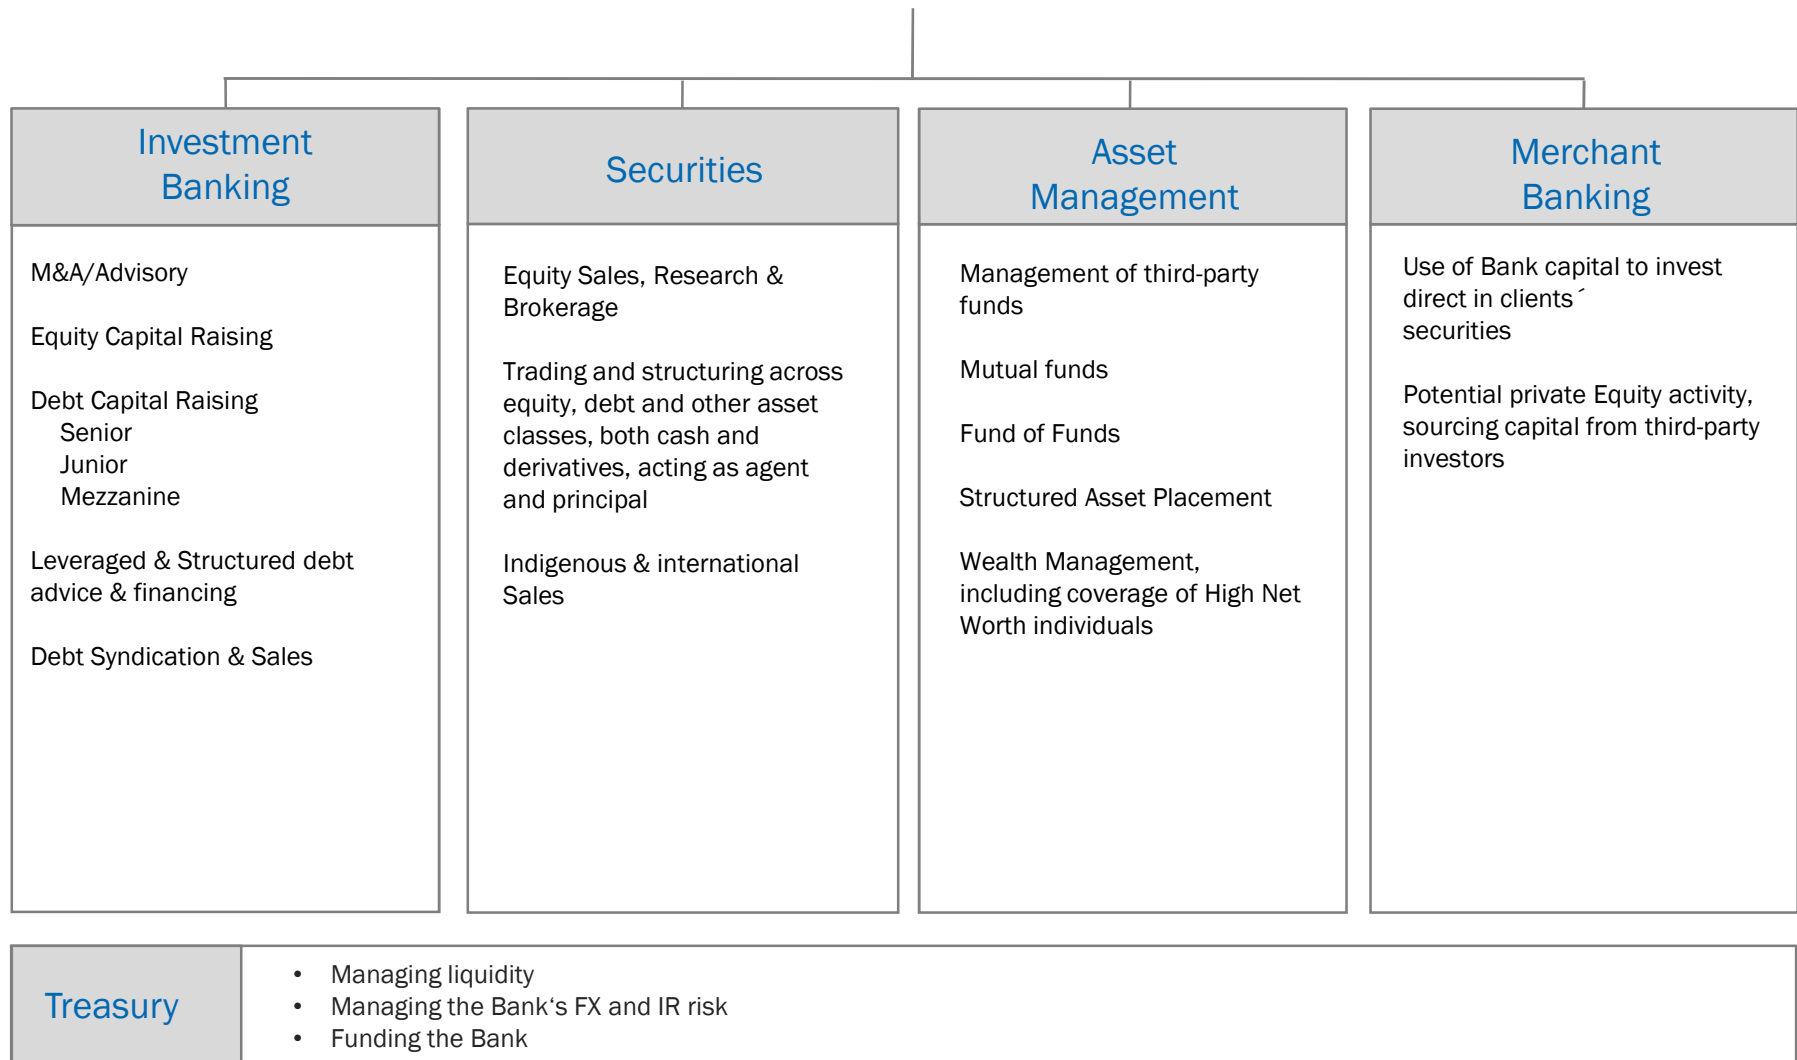 Investment
Banking
M&A/Advisory
Equity Capital Raising
Debt Capital Raising
Senior
Junior
Mezzanine
Leveraged & Structured debt
advice & financing
Debt Syndication & Sales
Securities
Equity Sales, Research &
Brokerage
Trading and structuring across
equity, debt and other asset
classes, both cash and
derivatives, acting as agent
and principal
Indigenous & international
Sales
Asset
Management
Management of third-party
funds
Mutual funds
Fund of Funds
Structured Asset Placement
Wealth Management,
including coverage of High Net
Worth individuals
Merchant
Banking
Use of Bank capital to invest
direct in clients´
securities
Potential private Equity activity,
sourcing capital from third-party
investors
Treasury
• Managing liquidity
• Managing the Bank‘s FX and IR risk
• Funding the Bank